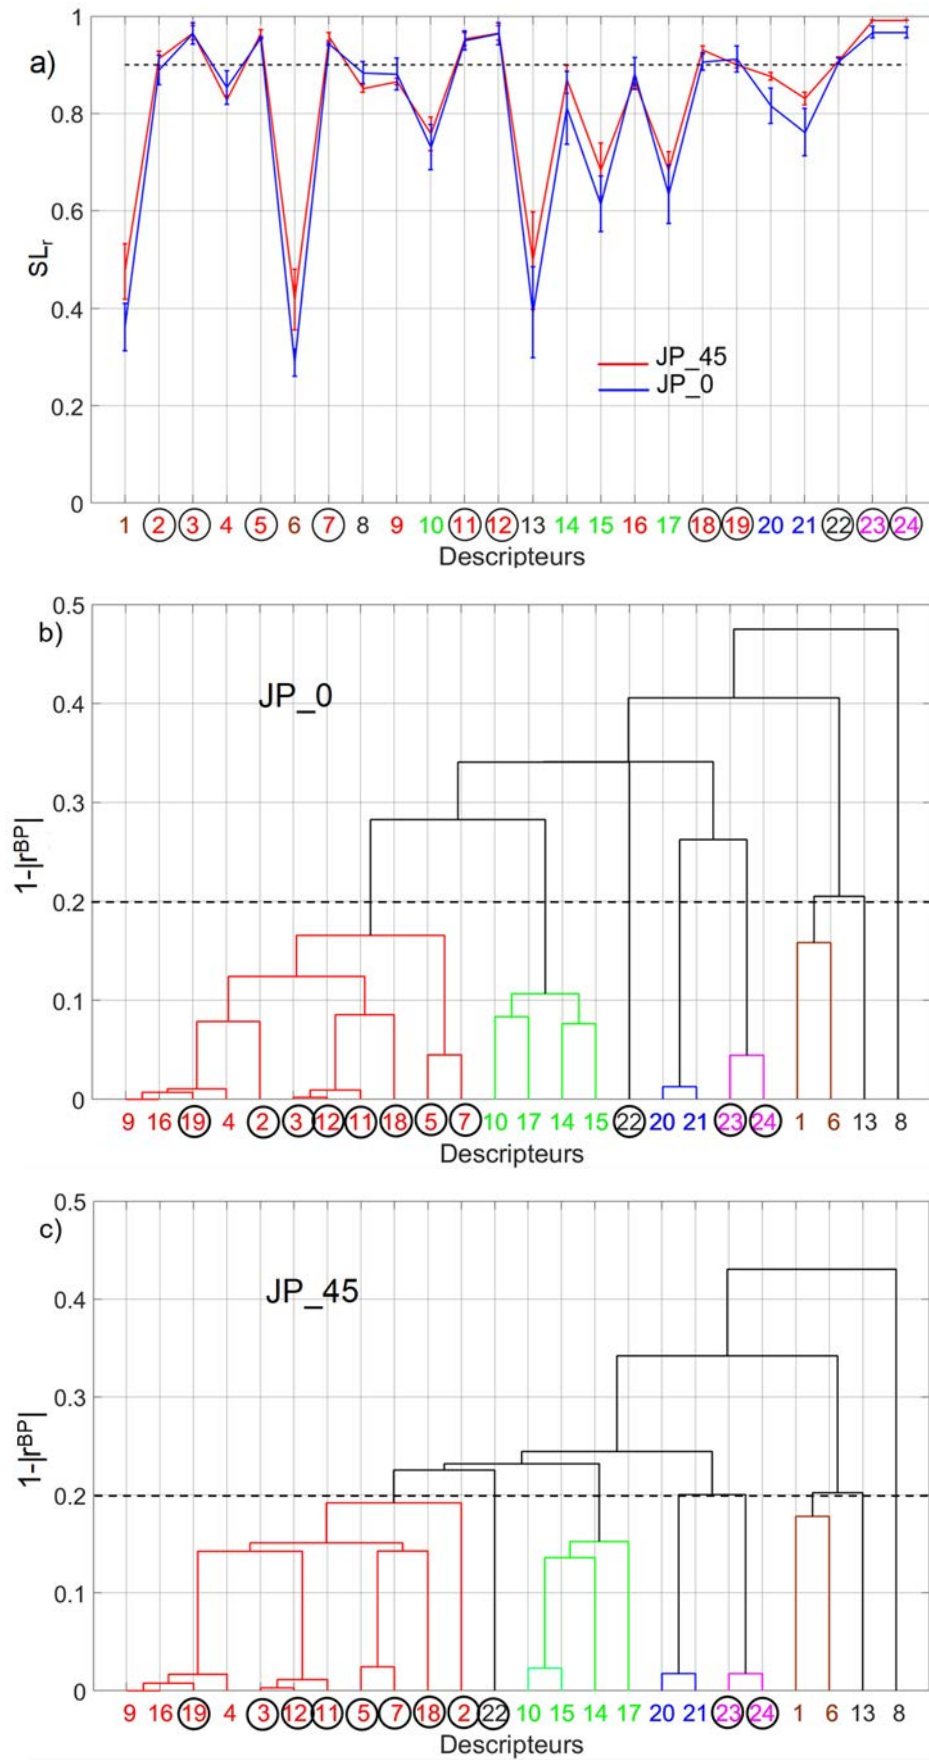 a)
SLr
1
0.8
0.6
0.4
0.2
0
JP_45
JP_0
1 2 3 4 5 6 7 8 9 10 11 12 13 14 15 16 17 18 19 20 21 22 23 24
Descripteurs
b)
JP_0
1-|rBP|
0.5
0.4
0.3
0.2
0.1
0
9 16 19 4 2 3 12 11 18 5 7 10 17 14 15 22 20 21 23 24 1 6 13 8
Descripteurs
c)
JP_45
1-|rBP|
0.5
0.4
0.3
0.2
0.1
0
9 16 19 4 3 12 11 5 7 18 2 22 10 15 14 17 20 21 23 24 1 6 13 8
Descripteurs